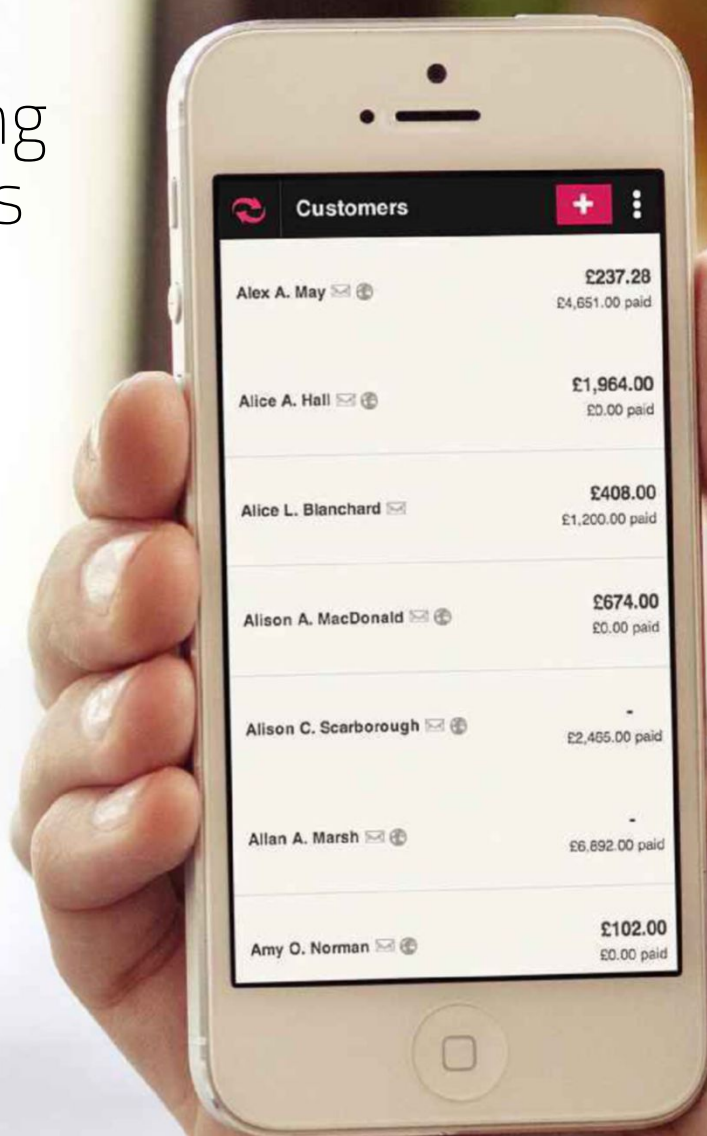 ng
s
Customers
Alex A. May
£237.28
£4,651.00 paid
Alice A. Hall
£1,964.00
£0.00 paid
Alice L. Blanchard
£408.00
£1,200.00 paid
Alison A. MacDonald
£674.00
£0.00 paid
Alison C. Scarborough
-
£2,465.00 paid
Allan A. Marsh
-
£6,892.00 paid
Amy O. Norman
£102.00
£0.00 paid